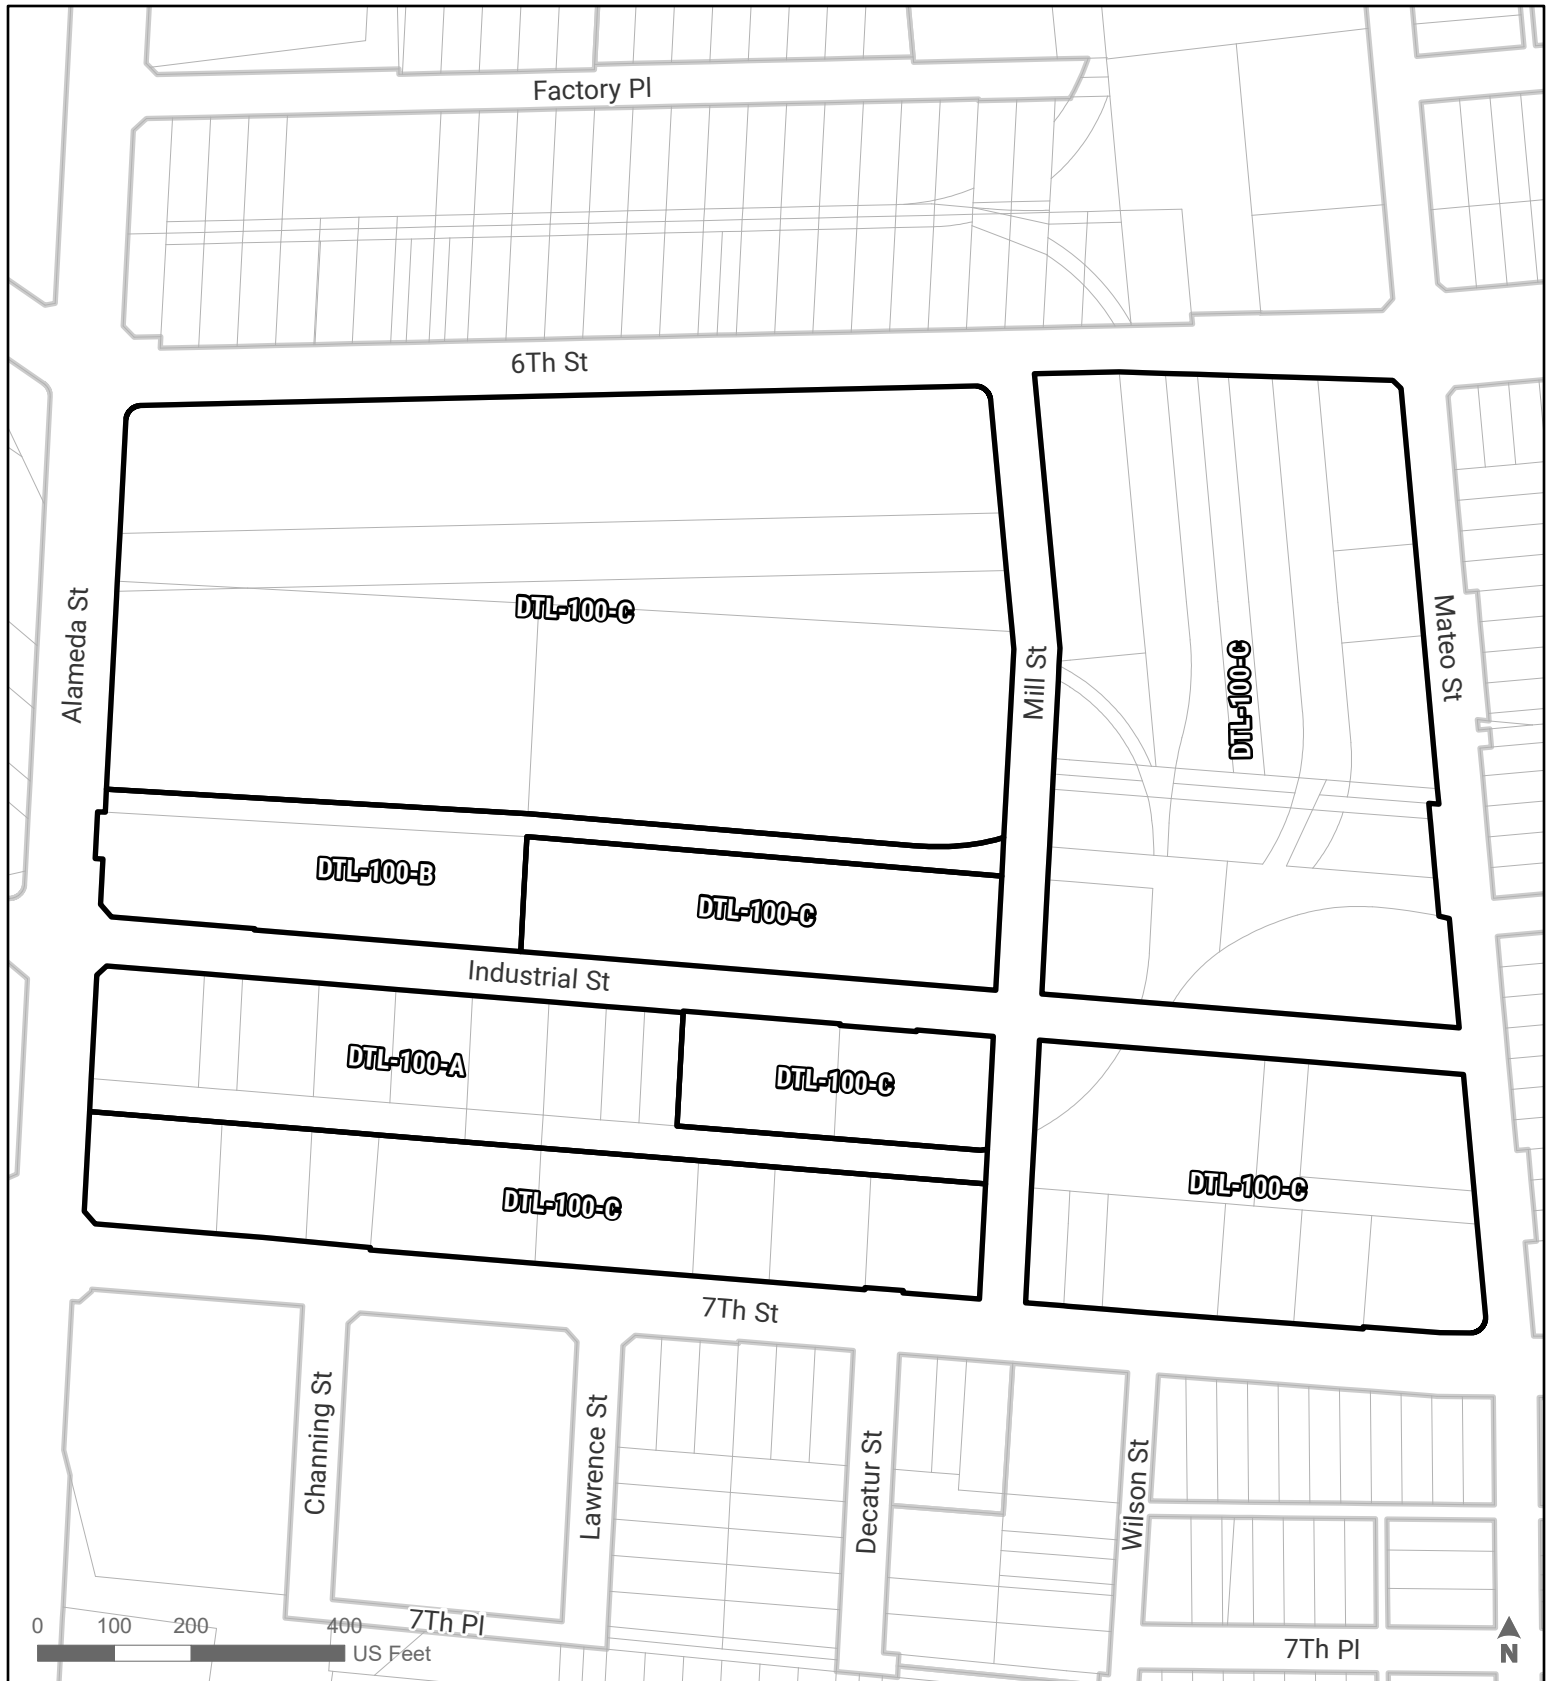 Factory Pl
6Th St
DTL-100-C
Alameda St
Mateo St
Mill St
DTL-100-C
DTL-100-B
DTL-100-C
Industrial St
DTL-100-A
DTL-100-C
DTL-100-C
DTL-100-C
7Th St
Channing St
Lawrence St
Decatur St
Wilson St
0 100 200 400
US Feet
7Th Pl
7Th Pl
N